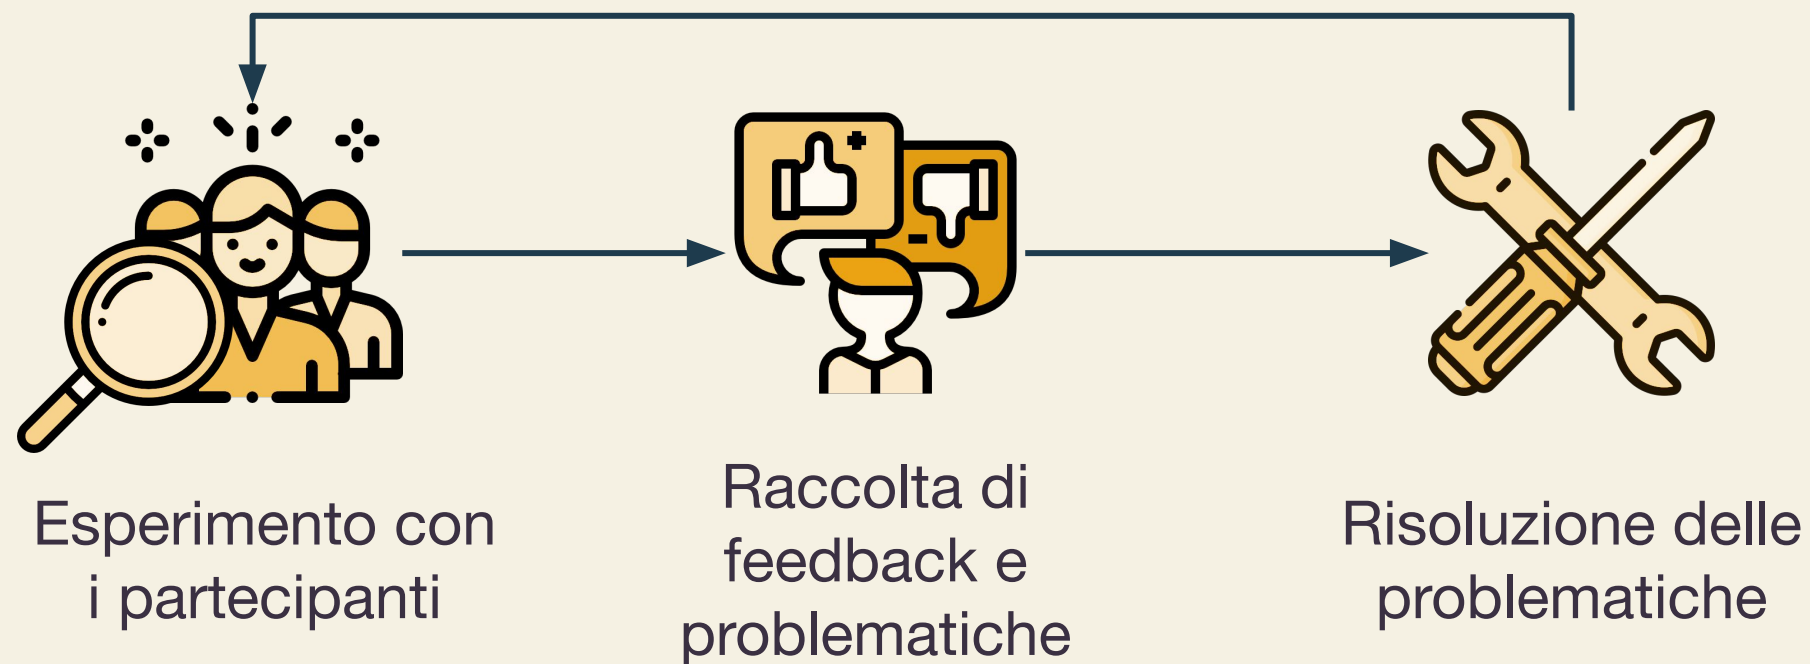 Esperimento con
i partecipanti
Raccolta di
feedback e
problematiche
Risoluzione delle
problematiche